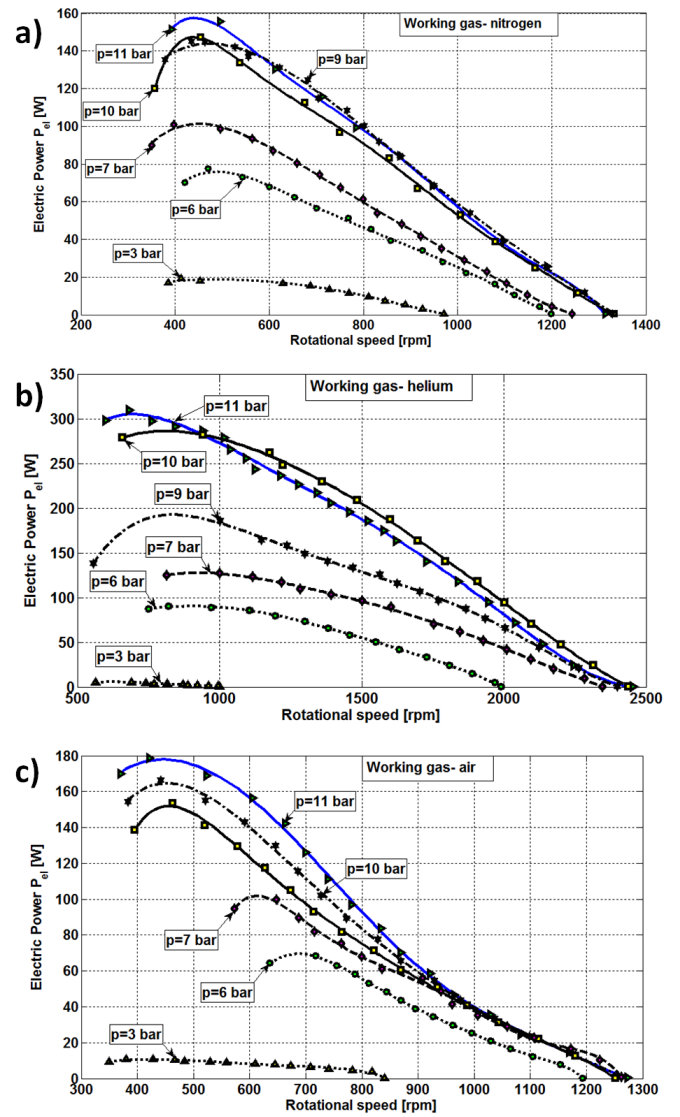 a)
Working gas- nitrogen
Electric Power P_el [W]
160
140
120
100
80
60
40
20
0
p=11 bar
p=9 bar
p=10 bar
p=7 bar
p=6 bar
p=3 bar
200 400 600 800 1000 1200 1400
Rotational speed [rpm]
b)
Working gas- helium
Electric Power P_el [W]
350
300
250
200
150
100
50
0
p=11 bar
p=10 bar
p=9 bar
p=7 bar
p=6 bar
p=3 bar
500 1000 1500 2000 2500
Rotational speed [rpm]
c)
Working gas- air
Electric Power P_el [W]
180
160
140
120
100
80
60
40
20
0
p=11 bar
p=10 bar
p=7 bar
p=6 bar
p=3 bar
300 400 500 600 700 800 900 1000 1100 1200 1300
Rotational speed [rpm]